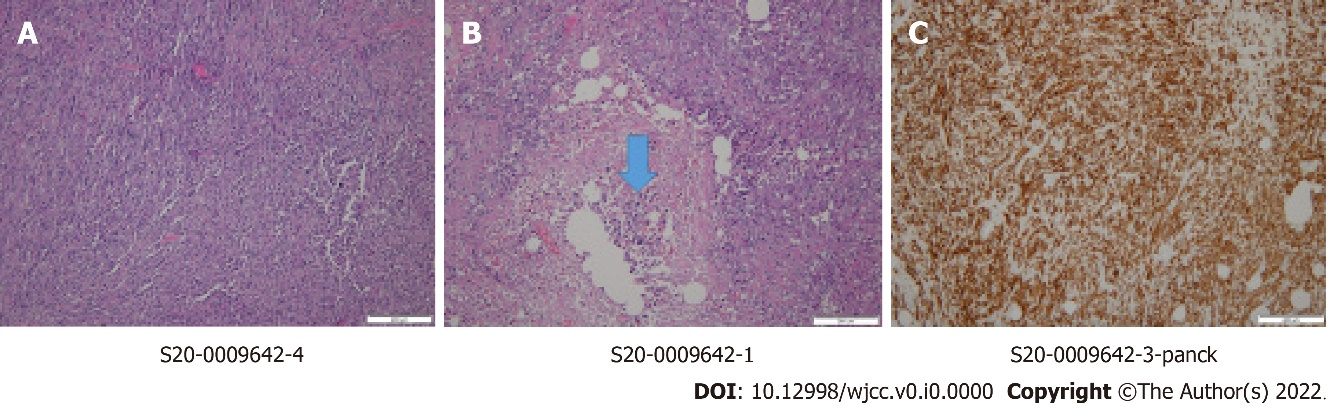 A
B
C
S20-0009642-4
S20-0009642-1
S20-0009642-3-panck
DOI: 10.12998/wjcc.v0.i0.0000 Copyright ©The Author(s) 2022.